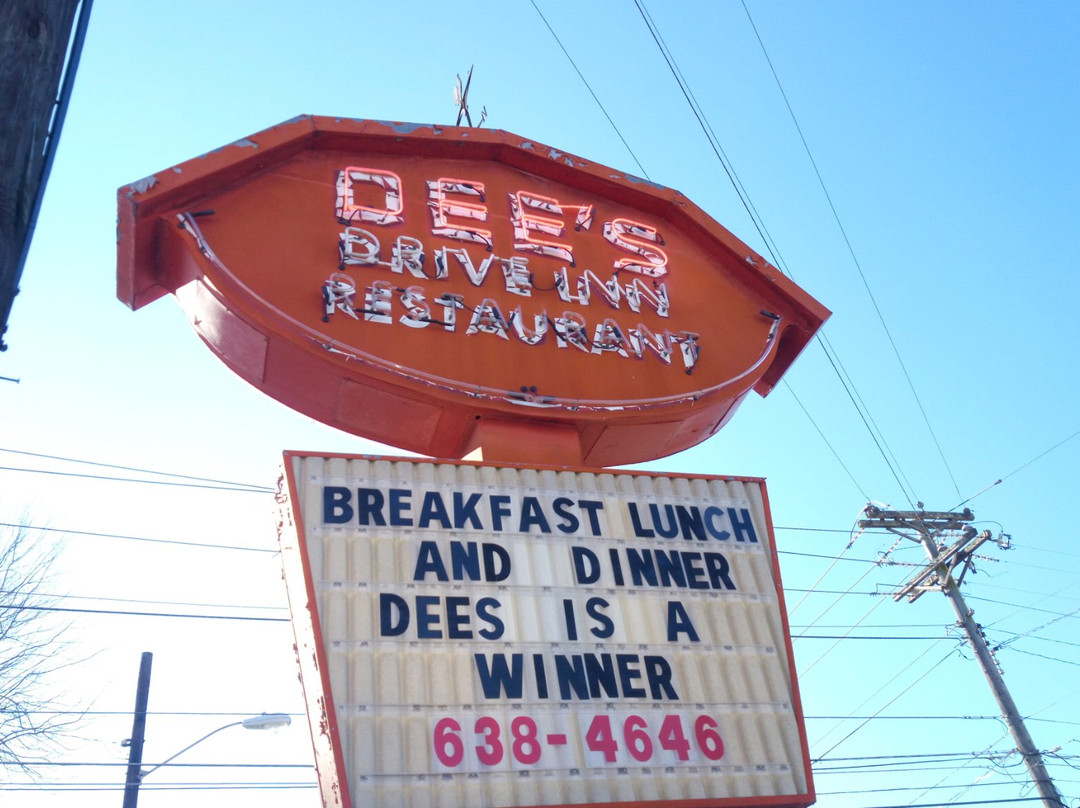 DEE'S
DRIVE INN
RESTAURANT
BREAKFAST LUNCH
AND DINNER
DEES IS A
WINNER
638-4646